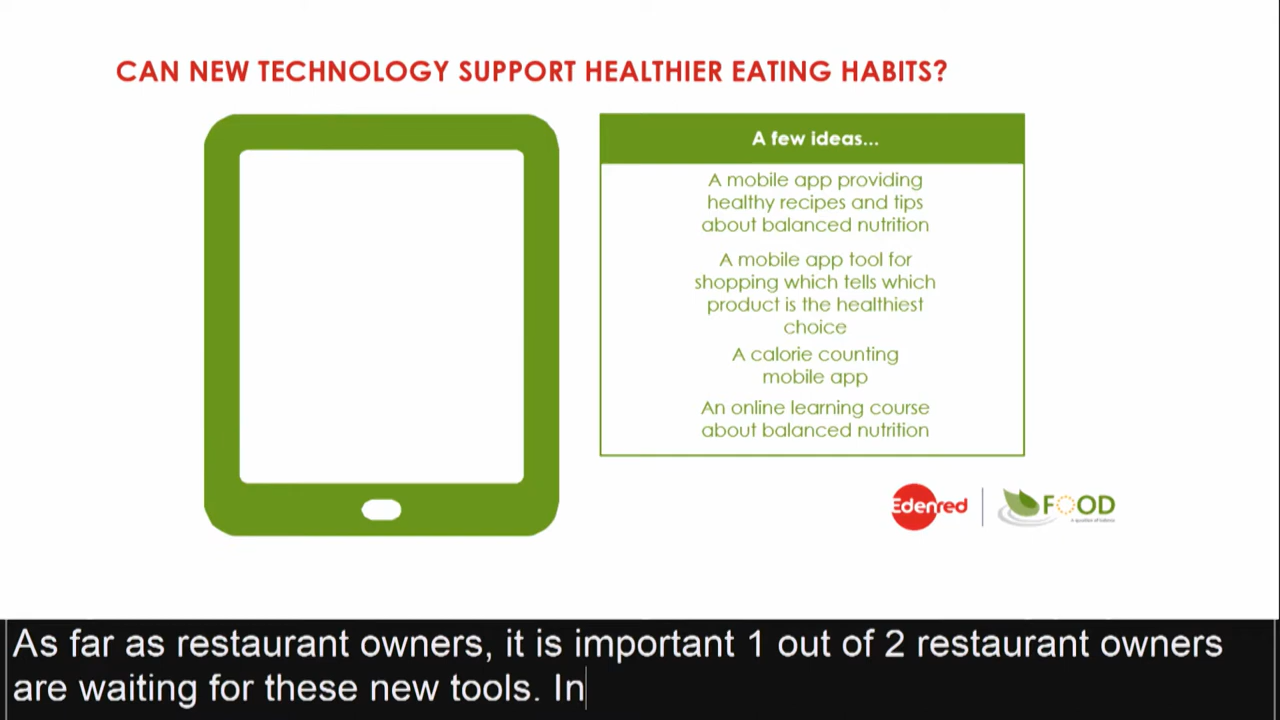 CAN NEW TECHNOLOGY SUPPORT HEALTHIER EATING HABITS?
A few ideas...
A mobile app providing
healthy recipes and tips
about balanced nutrition
A mobile app tool for
shopping which tells which
product is the healthiest
choice
A calorie counting
mobile app
An online learning course
about balanced nutrition
Edenred
FOOD
A question of balance
As far as restaurant owners, it is important 1 out of 2 restaurant owners
are waiting for these new tools. In